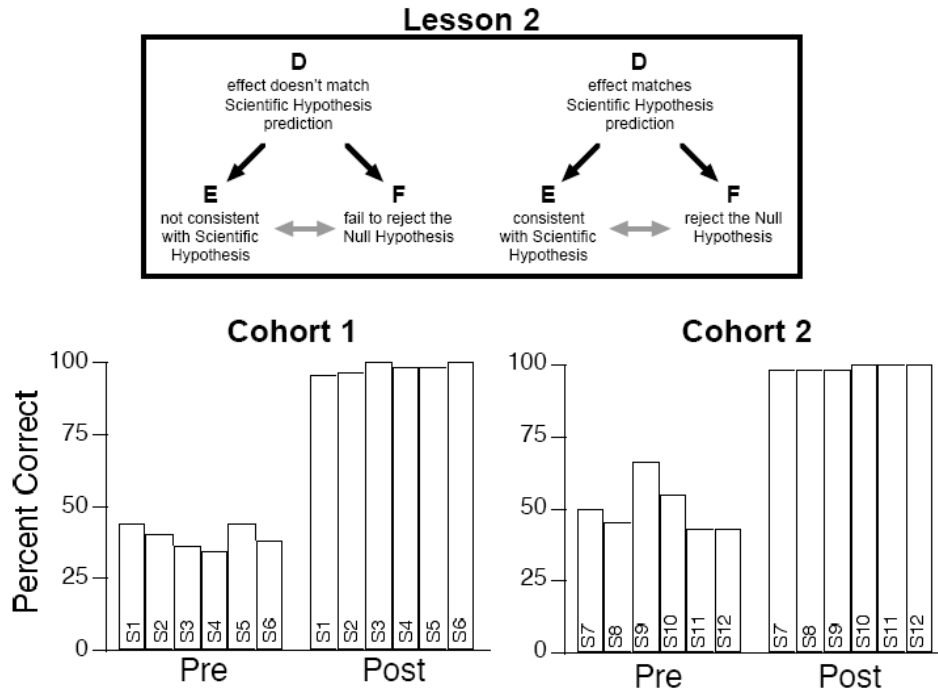 Lesson 2
D
effect doesn't match
Scientific Hypothesis
prediction
E
not consistent
with Scientific
Hypothesis
F
fail to reject the
Null Hypothesis
D
effect matches
Scientific Hypothesis
prediction
E
consistent
with Scientific
Hypothesis
F
reject the Null
Hypothesis
Cohort 1
Percent Correct
100
75
50
25
0
S1
S2
S3
S4
S5
S6
S1
S2
S3
S4
S5
S6
Pre
Post
Cohort 2
100
75
50
25
0
S7
S8
S9
S10
S11
S12
S7
S8
S9
S10
S11
S12
Pre
Post